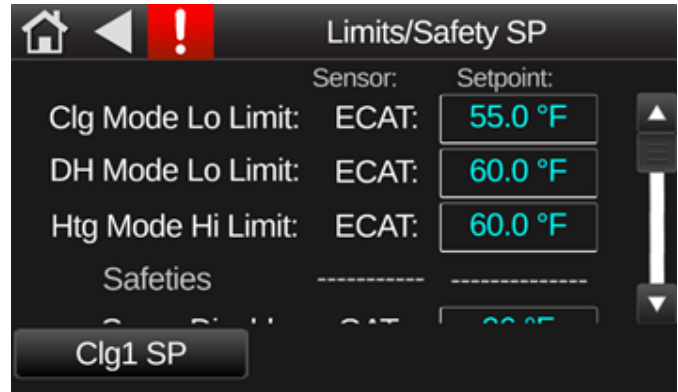 Limits/Safety SP
Sensor: Setpoint:
Clg Mode Lo Limit: ECAT: 55.0 °F
DH Mode Lo Limit: ECAT: 60.0 °F
Htg Mode Hi Limit: ECAT: 60.0 °F
Safeties ----------- --------------
Clg1 SP